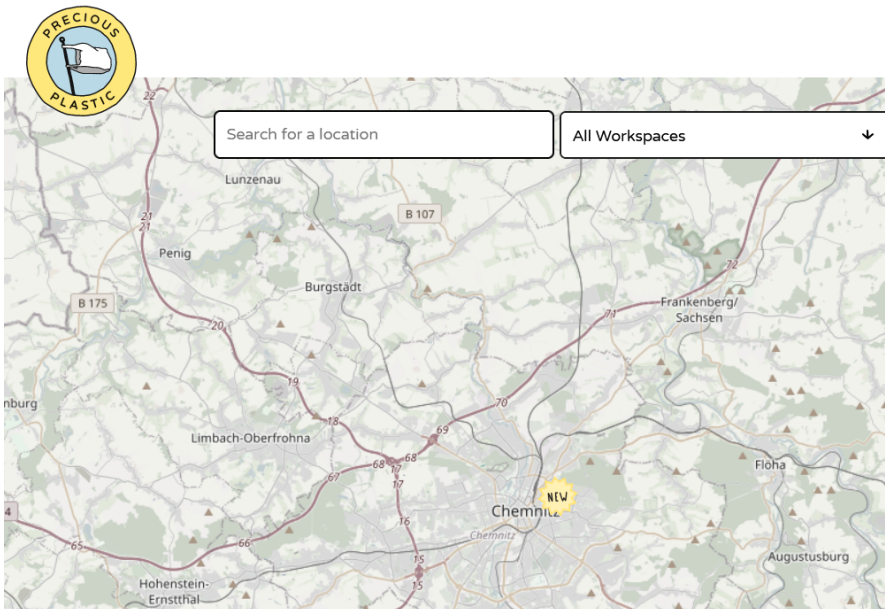 PRECIOUS
PLASTIC
22
Search for a location
All Workspaces
Lunzenau
B 107
21
21
Penig
72
Burgstädt
B 175
Frankenberg/
Sachsen
71
20
19
70
nburg
18
69
Limbach-Oberfrohna
68
68
17
Flöha
67
17
NEW
Chemnitz
4
16
Chemnitz
66
65
15
Augustusburg
15
Hohenstein-
Ernstthal